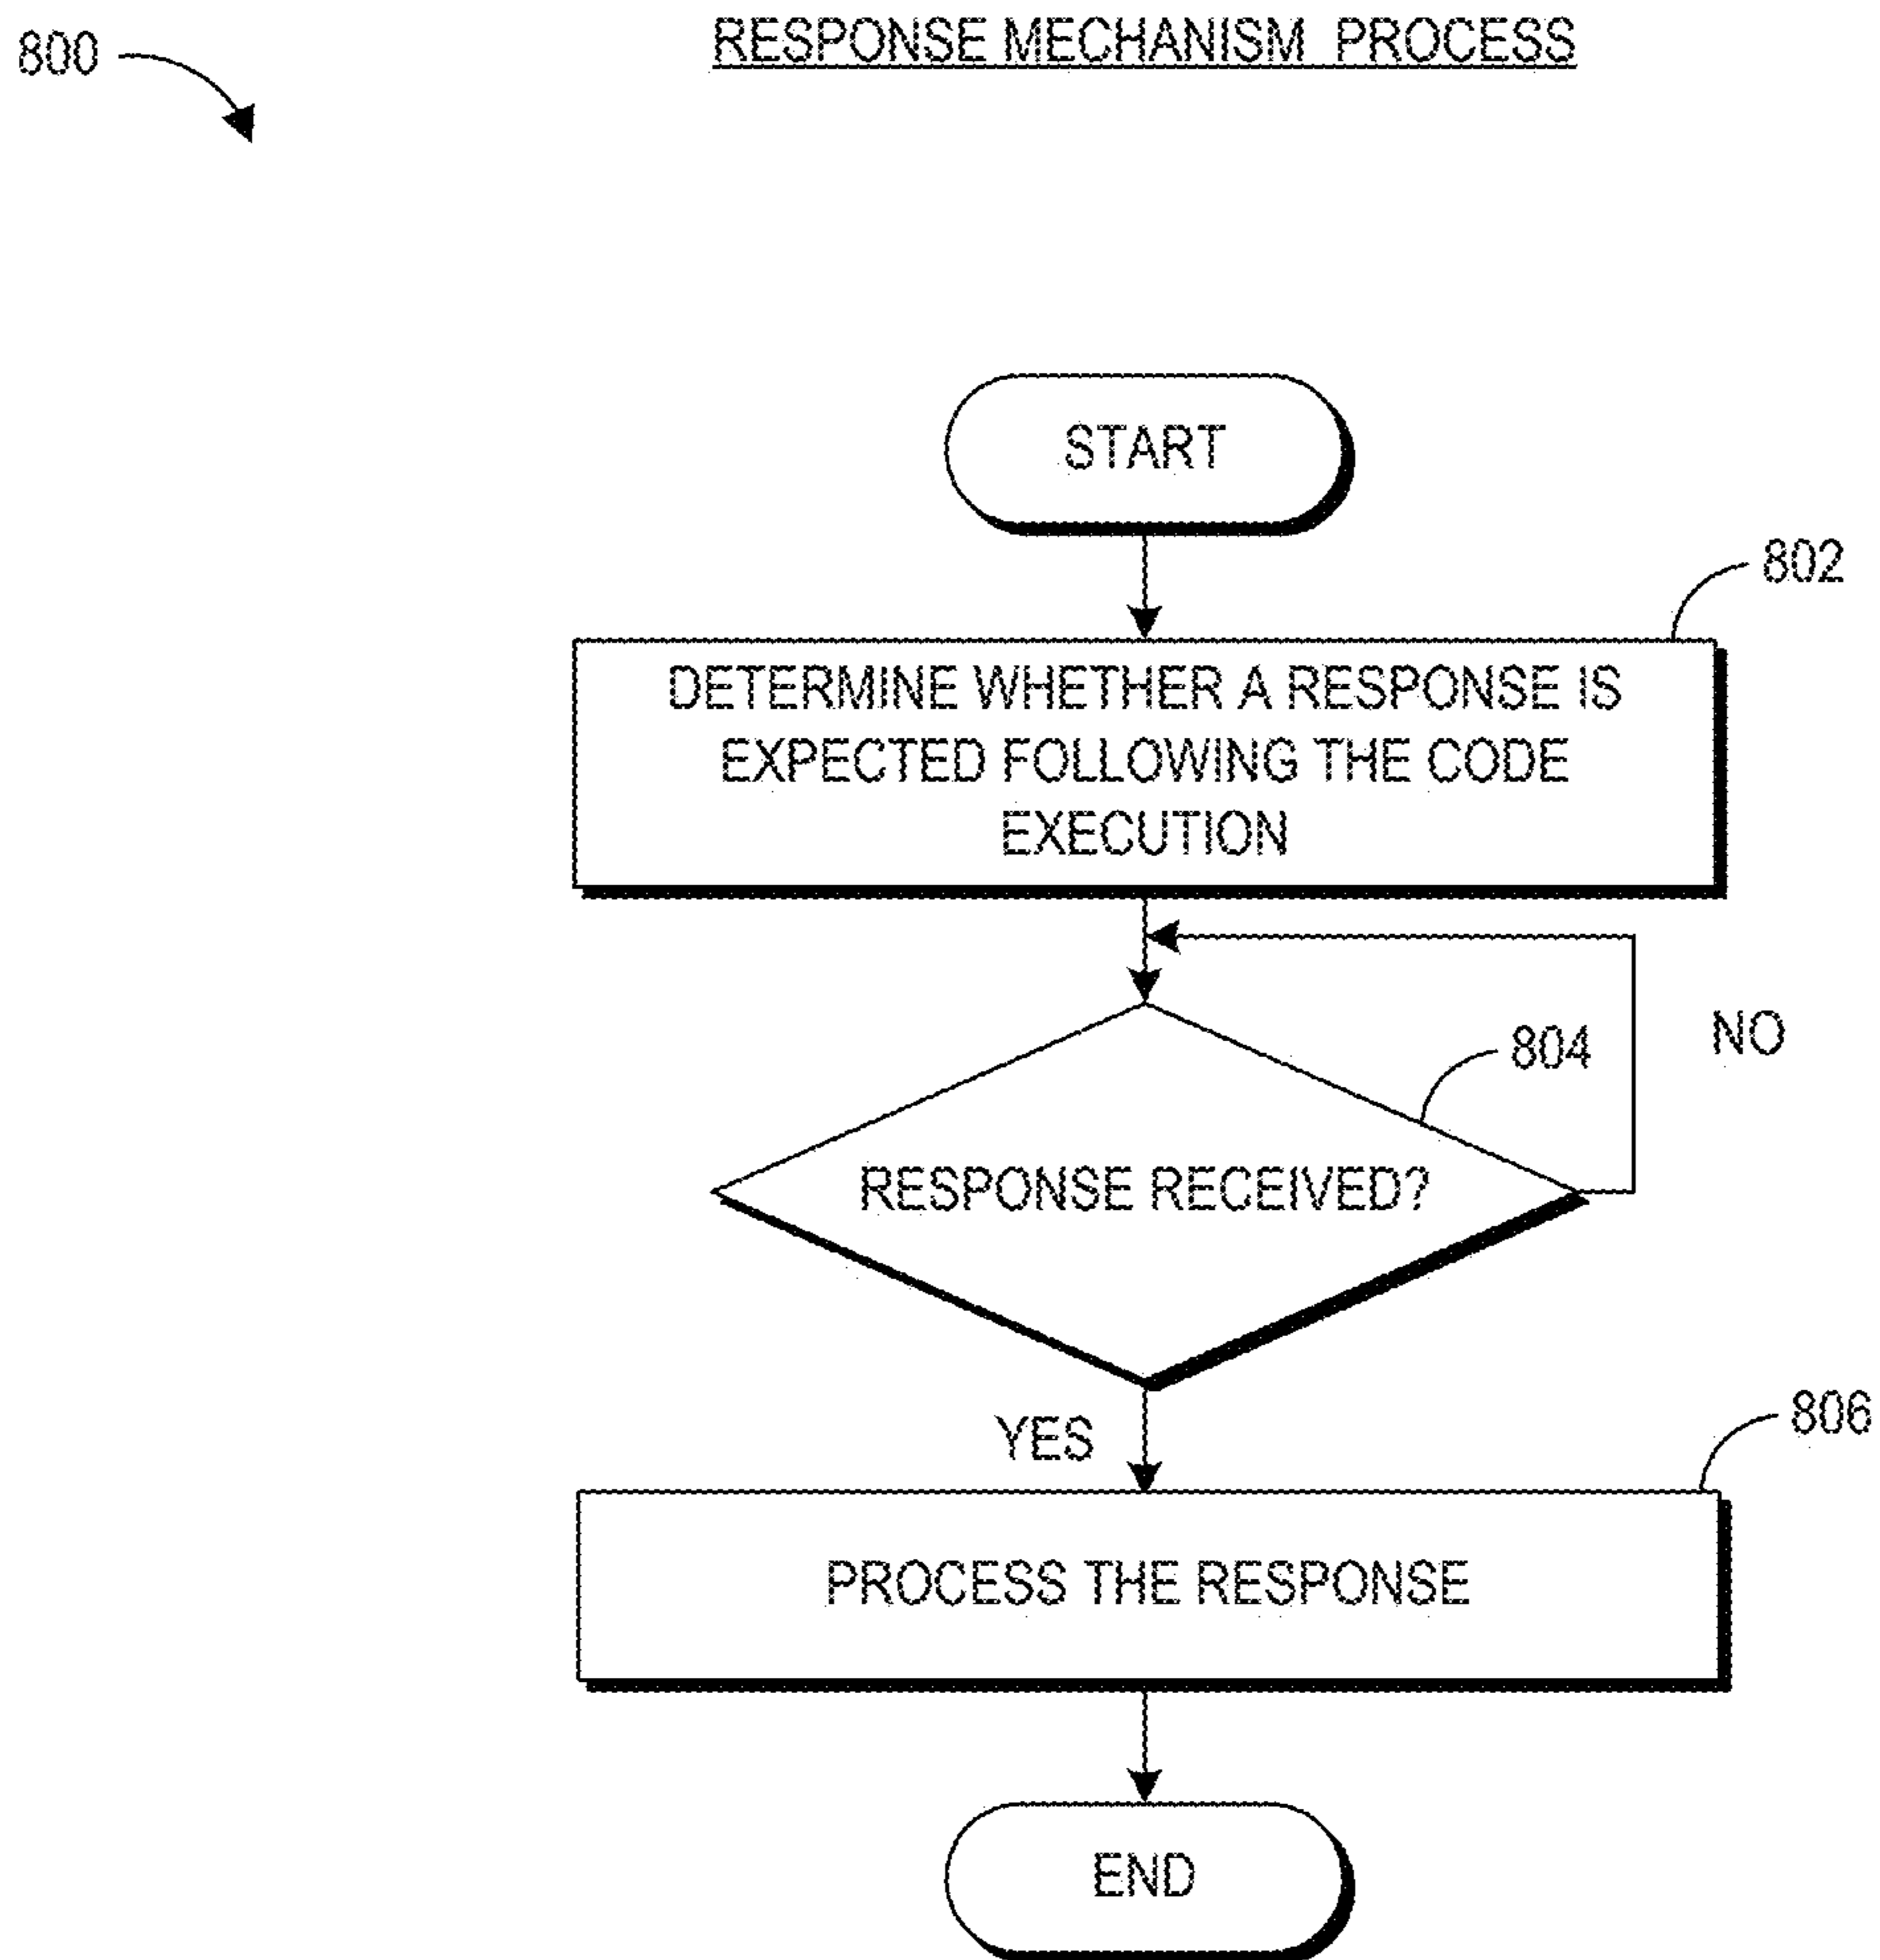 800
RESPONSE MECHANISM PROCESS
START
802
DETERMINE WHETHER A RESPONSE IS
EXPECTED FOLLOWING THE CODE
EXECUTION
NO
804
RESPONSE RECEIVED?
YES
806
PROCESS THE RESPONSE
END